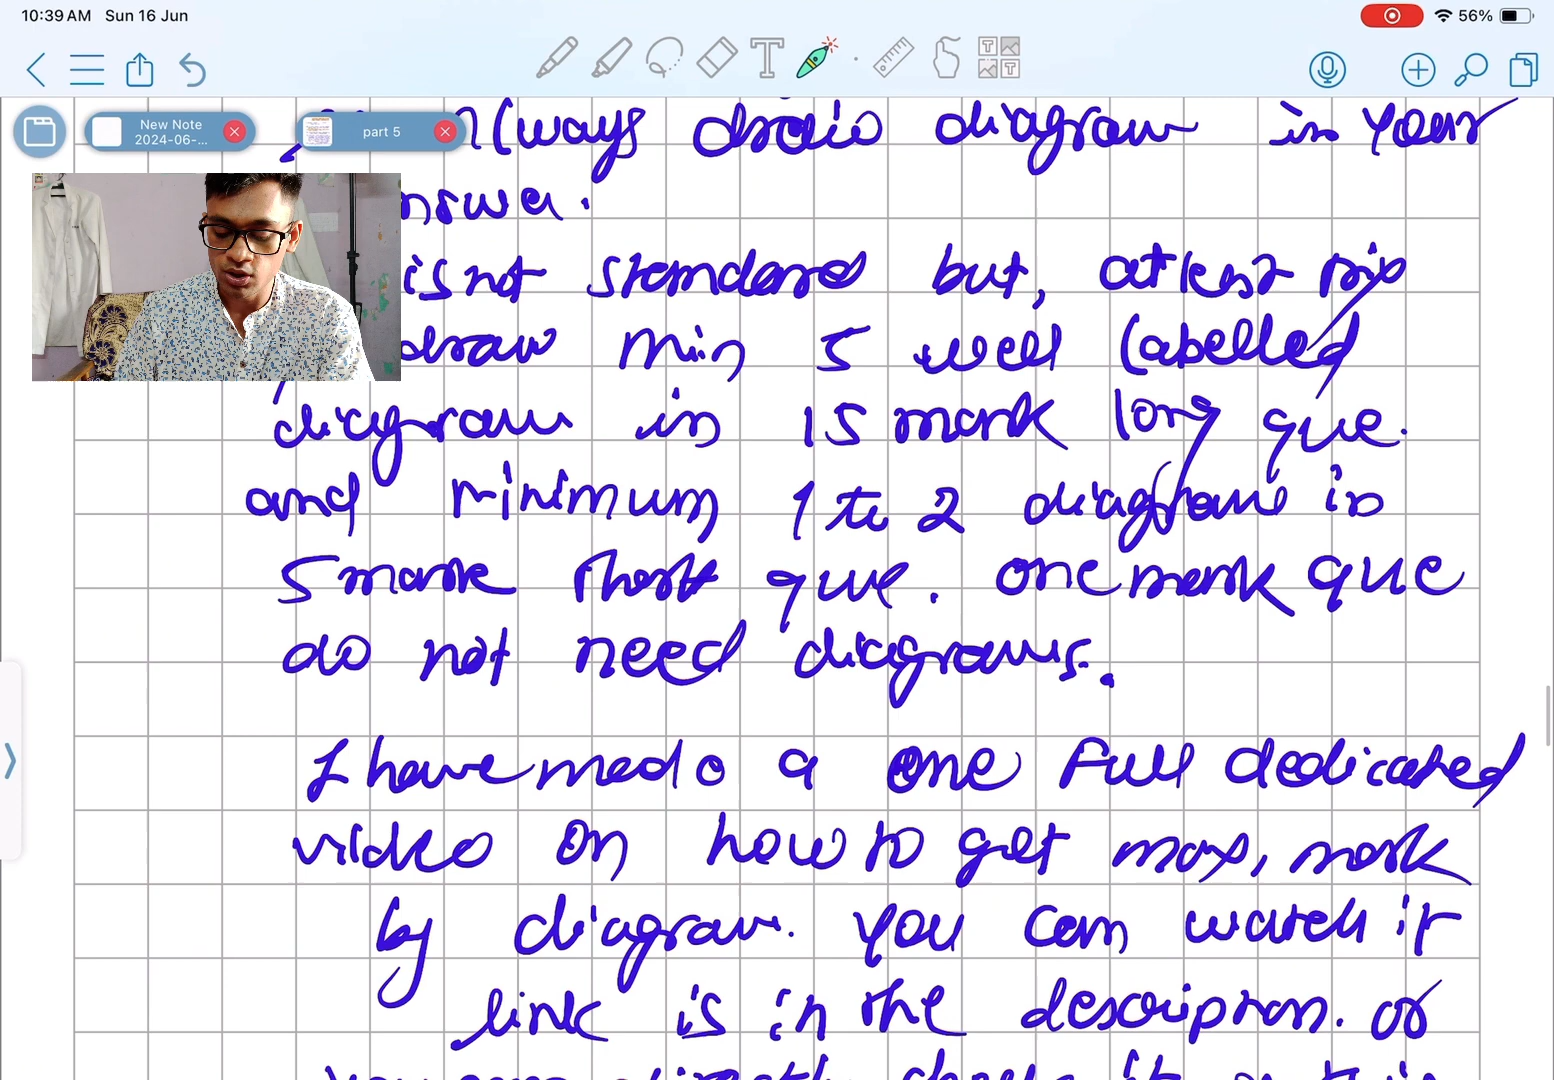 10:39 AM Sun 16 Jun
56%
New Note
2024-06-...
part 5
lways draw diagram in your
nswer.
is not standard but, atleast
draw Min 5 well labelled
diagram in 15 mark long que.
and minimum 1 to 2 diagrams in
5 mark short que. one mark que
do not need diagrams.
I have made a one full dedicated
video on how to get max, mark
by diagram. You can watch it
link is in the description. or